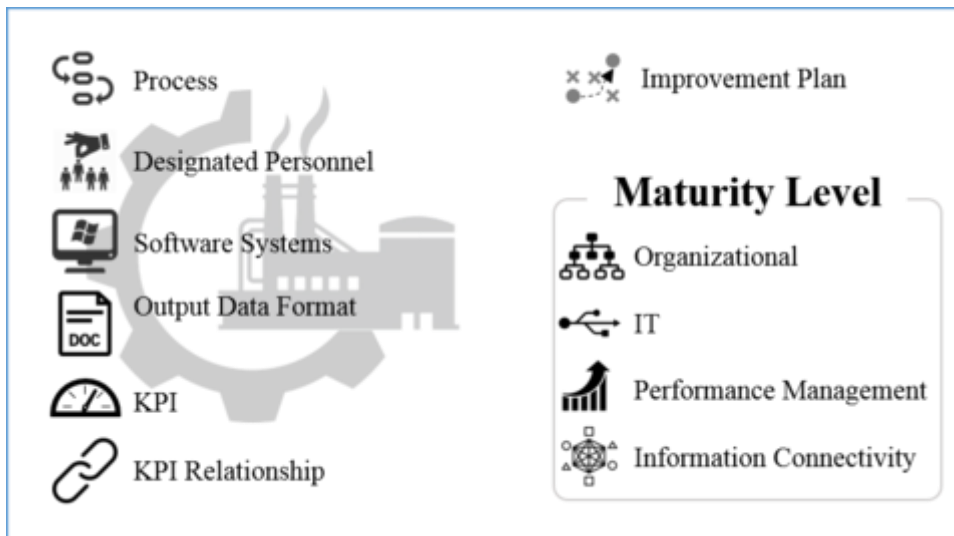 Process
Designated Personnel
Software Systems
Output Data Format
DOC
KPI
KPI Relationship
Improvement Plan
Maturity Level
Organizational
IT
Performance Management
Information Connectivity